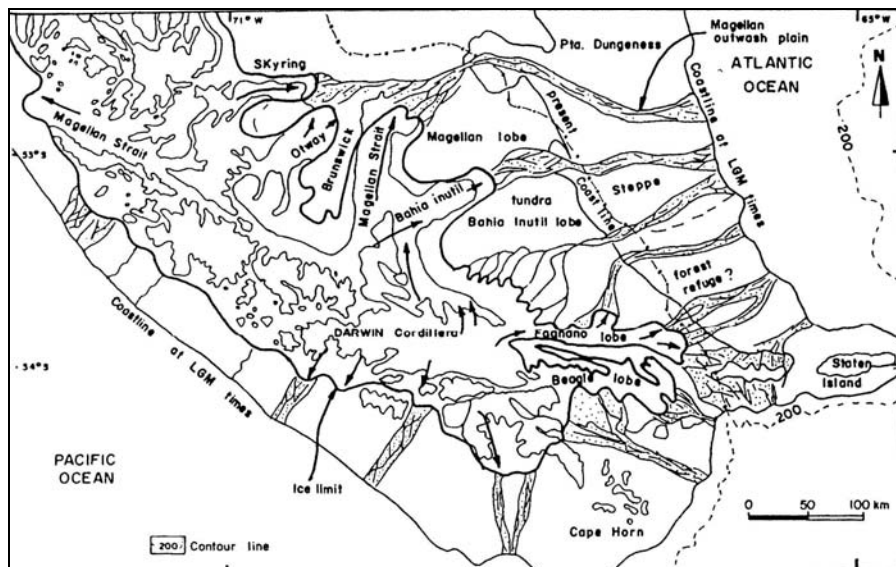 71° W
65° W
SKyring
Pta. Dungeness
Magellan
outwash plain
ATLANTIC
OCEAN
N
Coastline at LGM times
200
Magellan Strait
53°S
Otway
Brunswick
Magellan Strait
Magellan lobe
present
Coast line
Steppe
Bahia inutil
tundra
Bahia Inutil lobe
forest
refuge ?
DARWIN Cordillera
Fagnano lobe
Beagle lobe
Staten
Island
54°S
Coastline at LGM times
200
PACIFIC
OCEAN
Ice limit
Cape Horn
0 50 100 km
200 Contour line